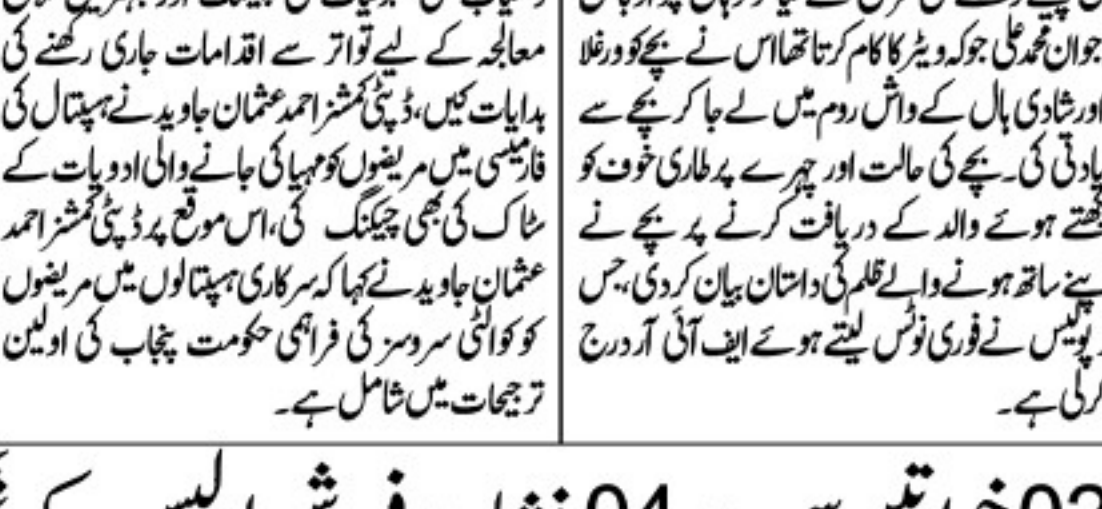 جوان محمد علی جوکہ ویٹر کا کام کرتا تھا اس نے بچے کو ورغلا
اور شادی ہال کے واش روم میں لے جا کر بچے سے
یادتی کی۔ بچے کی حالت اور چہرے پر طاری خوف کو
کھتے ہوئے والد کے دریافت کرنے پر بچے نے
پنے ساتھ ہونے والے ظلم کی داستان بیان کر دی، جس
پولیس نے فوری نوٹس لیتے ہوئے ایف آئی آر درج
کرلی ہے۔
معالجہ کے لیے تواتر سے اقدامات جاری رکھنے کی
ہدایات کیں، ڈپٹی کمشنر احمد عثمان جاوید نے ہسپتال کی
فارمیسی میں مریضوں کو مہیا کی جانے والی ادویات کے
سٹاک کی بھی چیکنگ کی، اس موقع پر ڈپٹی کمشنر احمد
عثمان جاوید نے کہا کہ سرکاری ہسپتالوں میں مریضوں
کو کوالٹی سروسز کی فراہمی حکومت پنجاب کی اولین
ترجیحات میں شامل ہے۔